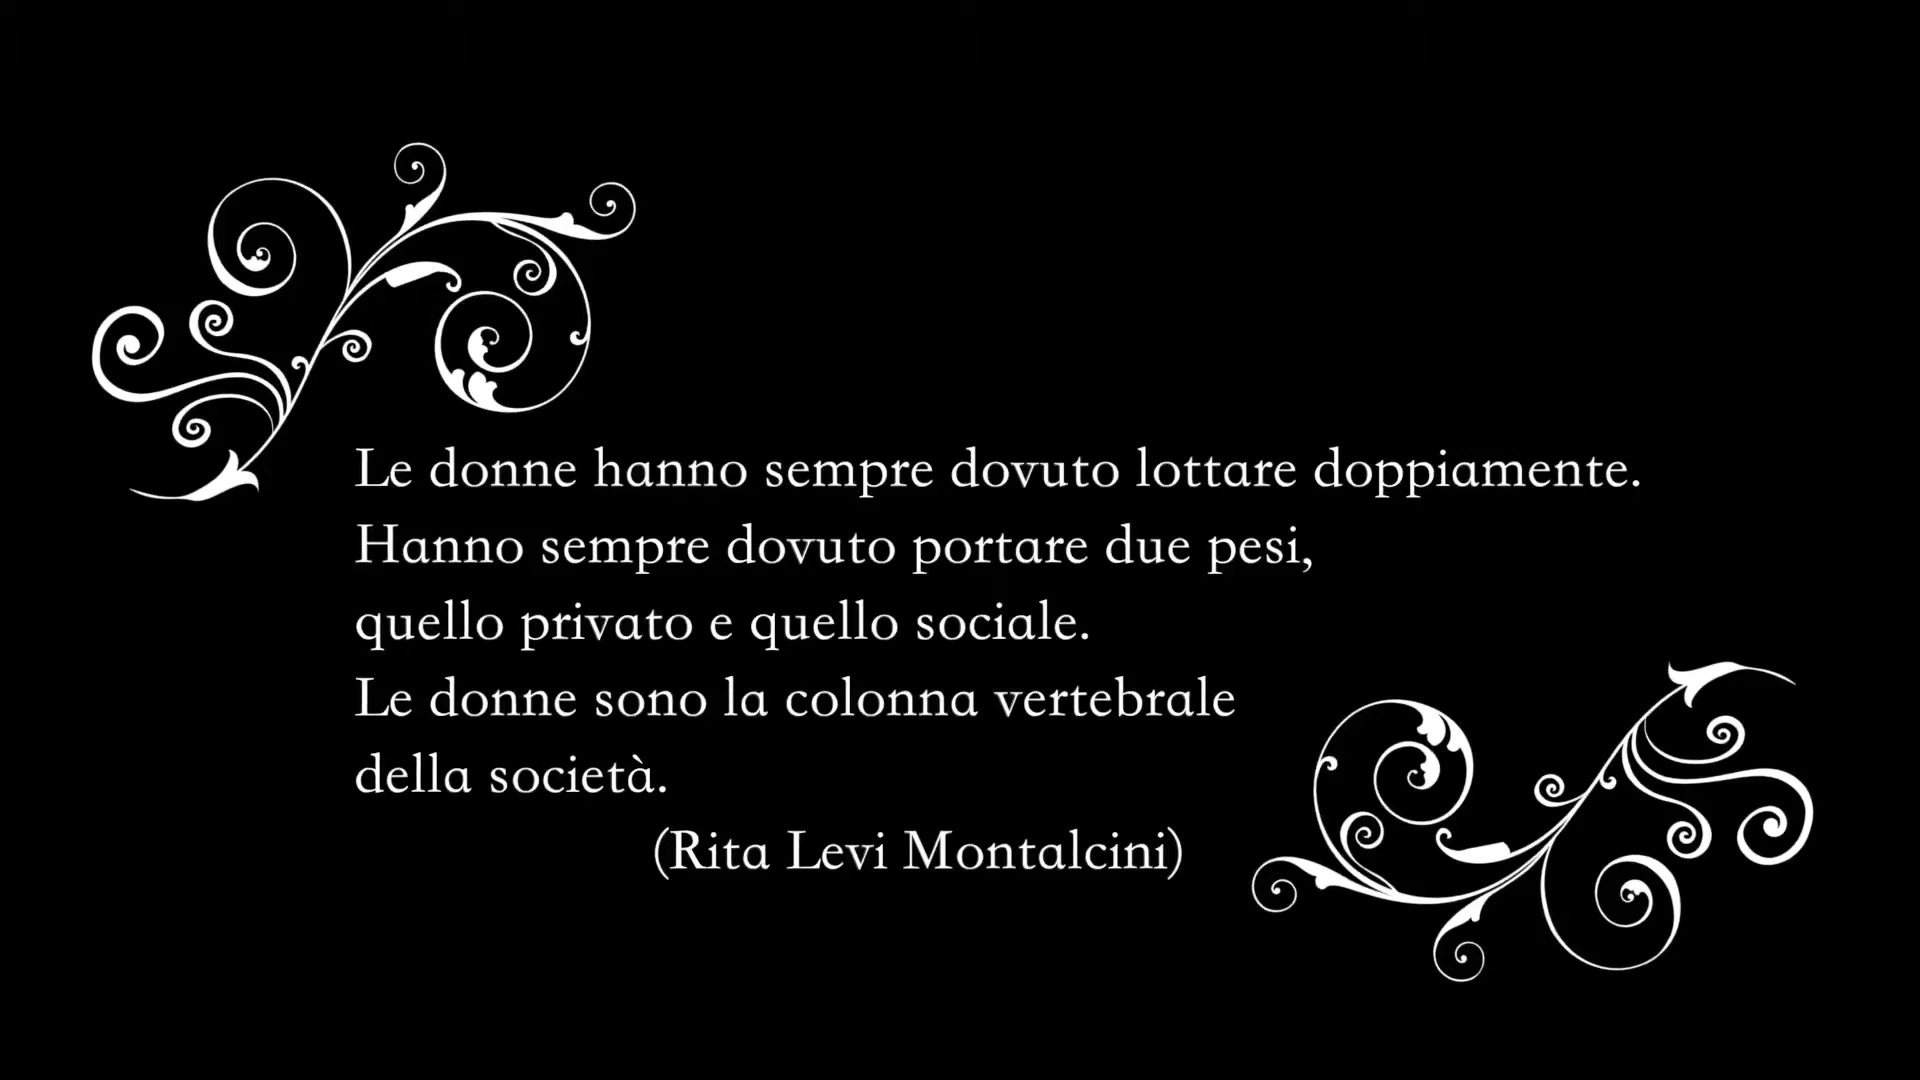 Le donne hanno sempre dovuto lottare doppiamente.
Hanno sempre dovuto portare due pesi,
quello privato e quello sociale.
Le donne sono la colonna vertebrale
della società.
(Rita Levi Montalcini)